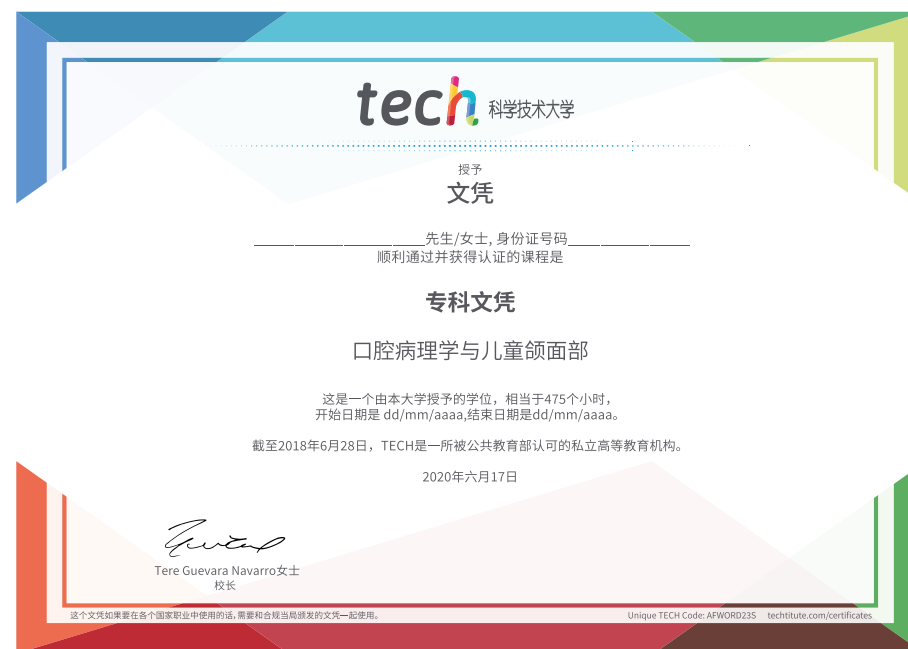 tech 科学技术大学
授予
文凭
先生/女士, 身份证号码
顺利通过并获得认证的课程是
专科文凭
口腔病理学与儿童颌面部
这是一个由本大学授予的学位，相当于475个小时，
开始日期是 dd/mm/aaaa,结束日期是dd/mm/aaaa。
截至2018年6月28日，TECH是一所被公共教育部认可的私立高等教育机构。
2020年六月17日
Tere Guevara Navarro女士
校长
这个文凭如果要在各个国家职业中使用的话,需要和合规当局颁发的文凭一起使用。
Unique TECH Code: AFWORD23S techtitute.com/certificates